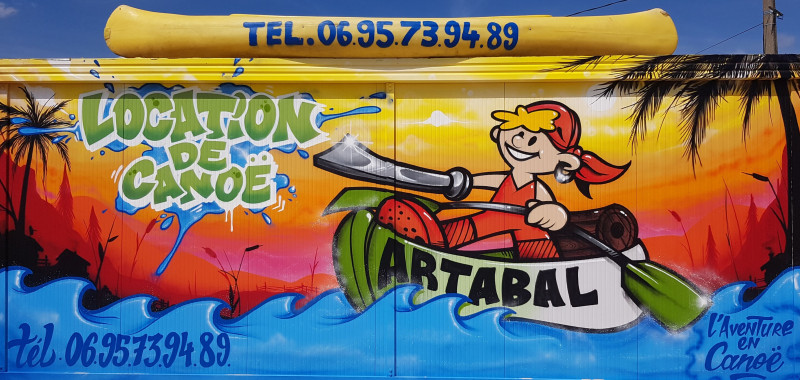 TEL. 06.95.73.94.89
LOCATION
DE
CANOË
ARTABAL
tél. 06.95.73.94.89.
L'AVENTURE
EN
Canoë